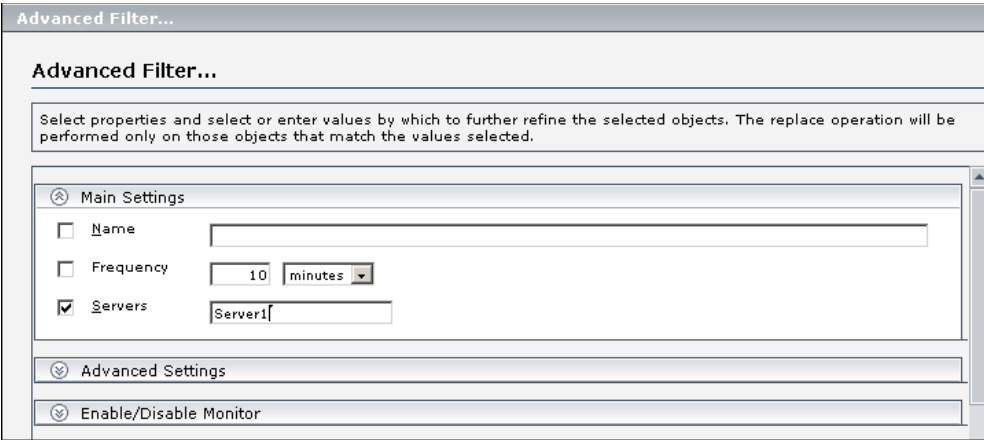 Advanced Filter...
Advanced Filter...
Select properties and select or enter values by which to further refine the selected objects. The replace operation will be
performed only on those objects that match the values selected.
Main Settings
Name
Frequency 10 minutes
Servers Server1
Advanced Settings
Enable/Disable Monitor